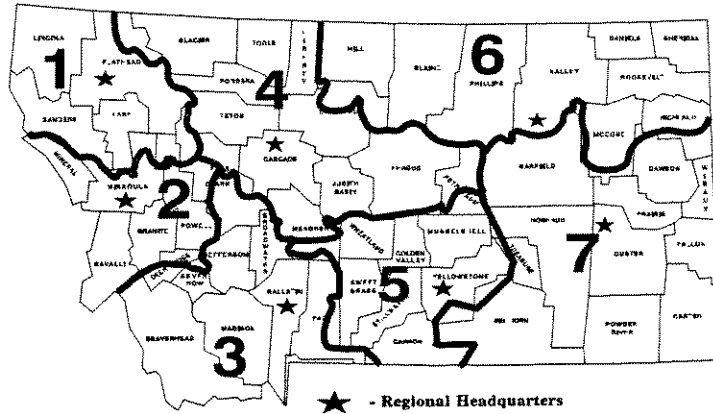 LINCOLN
FLATHEAD
GLACIER
TOOLE
LIBERTY
HILL
BLAINE
PHILLIPS
VALLEY
DANIELS
SHERIDAN
ROOSEVELT
1
4
6
PONDERA
TETON
SANDERS
LAKE
MINERAL
MISSOULA
CASCADE
FERGUS
JUDITH
BASIN
GARFIELD
MCCONE
RICHLAND
DAWSON
WIBAUX
PRAIRIE
2
CLARK
POWELL
GRANITE
RAVALLI
DEER LODGE
SILVER
BOW
JEFFERSON
BROADWATER
MEAGHER
WHEATLAND
GOLDEN
VALLEY
MUSSELSHELL
PETROLEUM
ROSEBUD
TREASURE
CUSTER
FALLON
7
5
SWEET
GRASS
YELLOWSTONE
GALLATIN
MADISON
BEAVERHEAD
3
CARBON
BIG HORN
POWDER
RIVER
CARTER
★ - Regional Headquarters